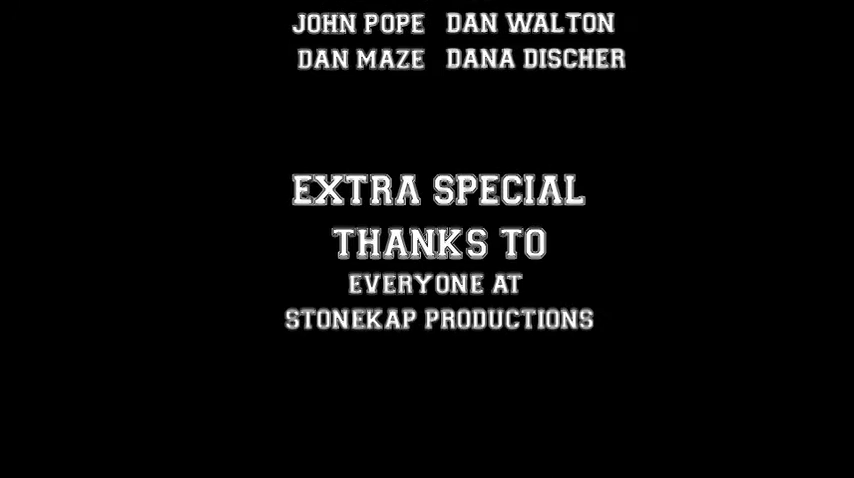 JOHN POPE DAN WALTON
DAN MAZE DANA DISCHER
EXTRA SPECIAL
THANKS TO
EVERYONE AT
STONEKAP PRODUCTIONS